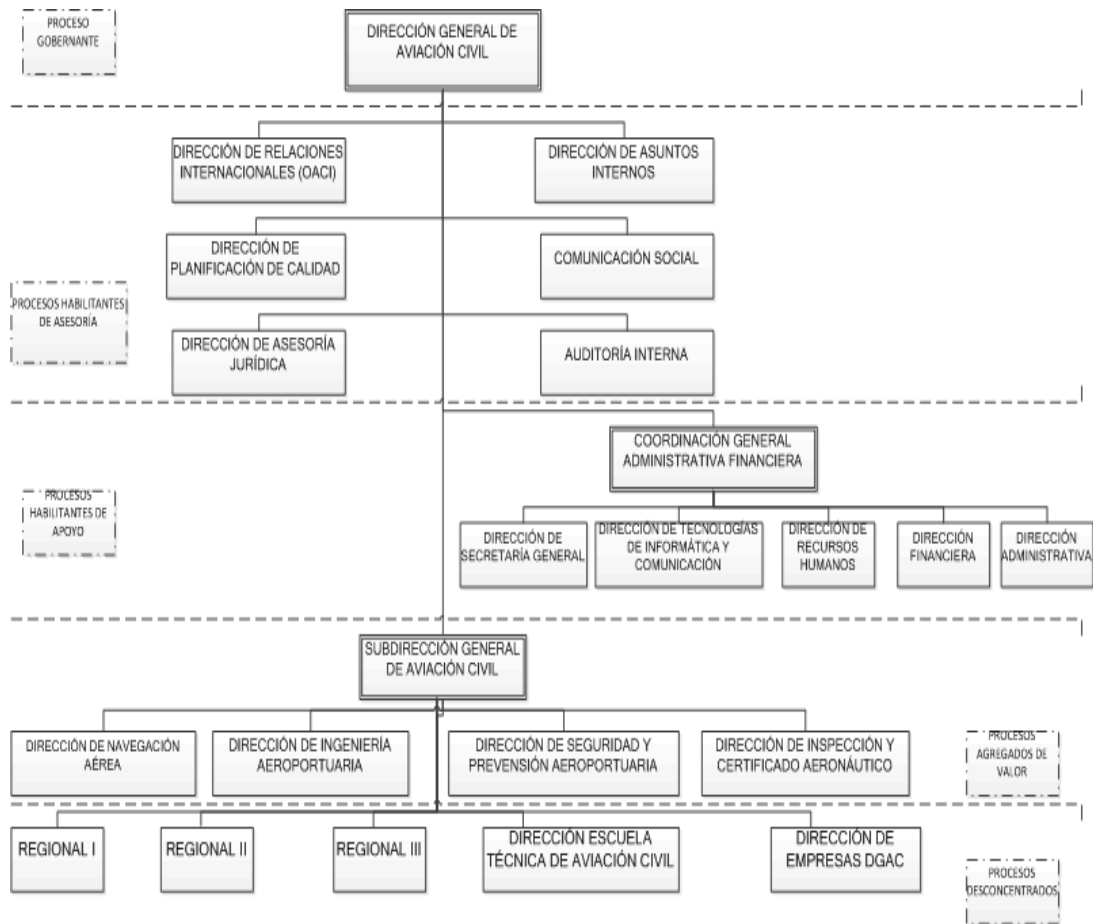 PROCESO
GOBERNANTE
DIRECCIÓN GENERAL DE
AVIACIÓN CIVIL
DIRECCIÓN DE RELACIONES
INTERNACIONALES (OACI)
DIRECCIÓN DE ASUNTOS
INTERNOS
DIRECCIÓN DE
PLANIFICACIÓN DE CALIDAD
COMUNICACIÓN SOCIAL
PROCESOS HABILITANTES
DE ASESORÍA
DIRECCIÓN DE ASESORÍA
JURÍDICA
AUDITORÍA INTERNA
COORDINACIÓN GENERAL
ADMINISTRATIVA FINANCIERA
PROCESOS
HABILITANTES DE
APOYO
DIRECCIÓN DE
SECRETARÍA GENERAL
DIRECCIÓN DE TECNOLOGÍAS
DE INFORMÁTICA Y
COMUNICACIÓN
DIRECCIÓN DE
RECURSOS
HUMANOS
DIRECCIÓN
FINANCIERA
DIRECCIÓN
ADMINISTRATIVA
SUBDIRECCIÓN GENERAL
DE AVIACIÓN CIVIL
DIRECCIÓN DE NAVEGACIÓN
AÉREA
DIRECCIÓN DE INGENIERÍA
AEROPORTUARIA
DIRECCIÓN DE SEGURIDAD Y
PREVENSIÓN AEROPORTUARIA
DIRECCIÓN DE INSPECCIÓN Y
CERTIFICADO AERONÁUTICO
PROCESOS
AGREGADOS DE
VALOR
REGIONAL I
REGIONAL II
REGIONAL III
DIRECCIÓN ESCUELA
TÉCNICA DE AVIACIÓN CIVIL
DIRECCIÓN DE
EMPRESAS DGAC
PROCESOS
DESCONCENTRADOS